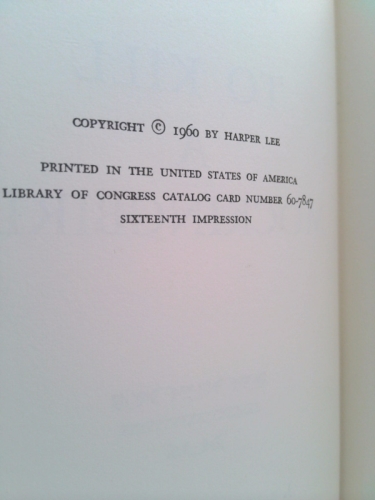 COPYRIGHT © 1960 BY HARPER LEE
PRINTED IN THE UNITED STATES OF AMERICA
LIBRARY OF CONGRESS CATALOG CARD NUMBER 60-7847
SIXTEENTH IMPRESSION